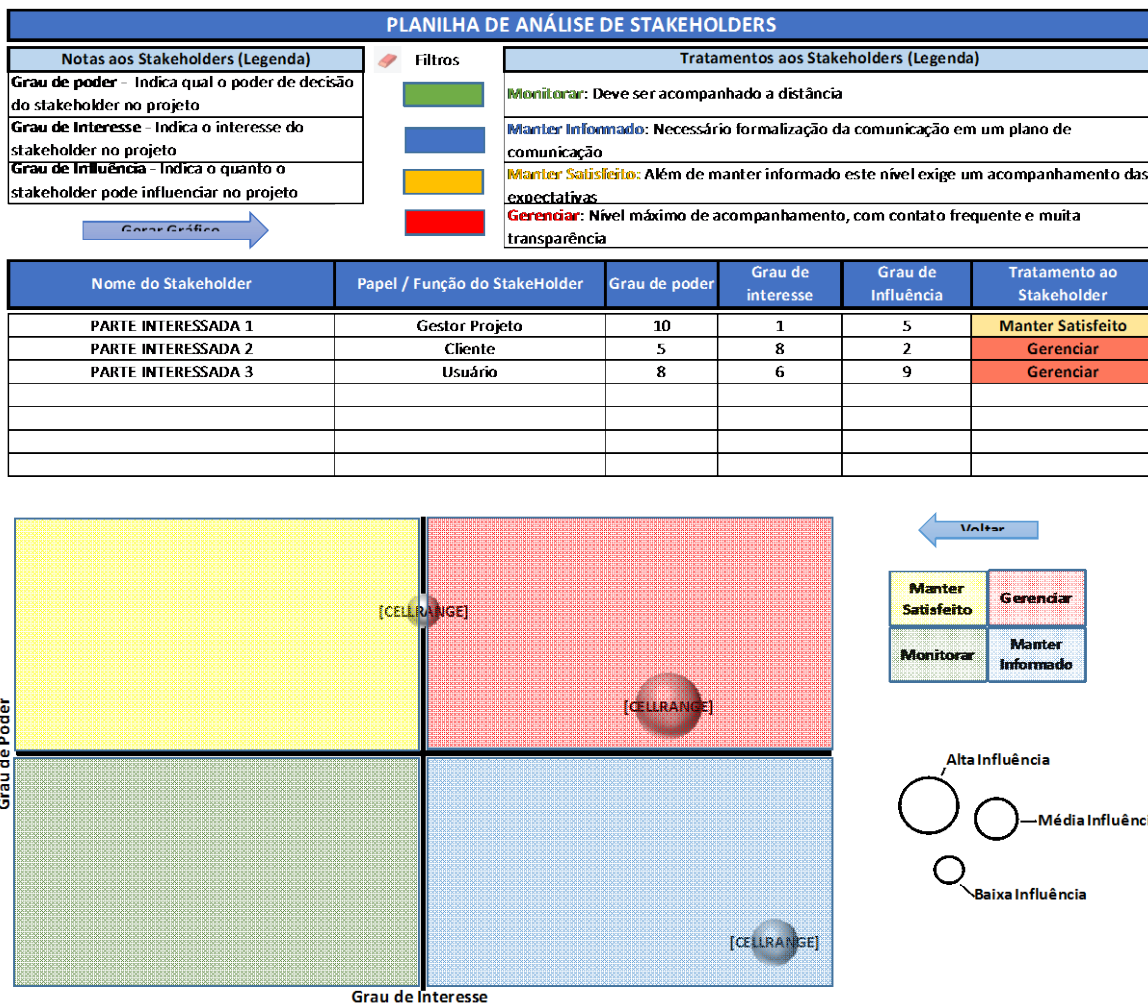 PLANILHA DE ANÁLISE DE STAKEHOLDERS
Notas aos Stakeholders (Legenda)
Grau de poder - Indica qual o poder de decisão
do stakeholder no projeto
Grau de Interesse - Indica o interesse do
stakeholder no projeto
Grau de Influência - Indica o quanto o
stakeholder pode influenciar no projeto
Gerar Gráfico
Filtros
Tratamentos aos Stakeholders (Legenda)
Monitorar: Deve ser acompanhado a distância
Manter Informado: Necessário formalização da comunicação em um plano de
comunicação
Manter Satisfeito: Além de manter informado este nível exige um acompanhamento das
expectativas
Gerenciar: Nível máximo de acompanhamento, com contato frequente e muita
transparência
Nome do Stakeholder Papel / Função do StakeHolder Grau de poder Grau de interesse Grau de Influência Tratamento ao Stakeholder
PARTE INTERESSADA 1 Gestor Projeto 10 1 5 Manter Satisfeito
PARTE INTERESSADA 2 Cliente 5 8 2 Gerenciar
PARTE INTERESSADA 3 Usuário 8 6 9 Gerenciar
[CELLRANGE]
[CELLRANGE]
[CELLRANGE]
Grau de Poder
Grau de Interesse
Voltar
Manter
Satisfeito
Gerenciar
Monitorar
Manter
Informado
Alta Influência
Média Influênc
Baixa Influência